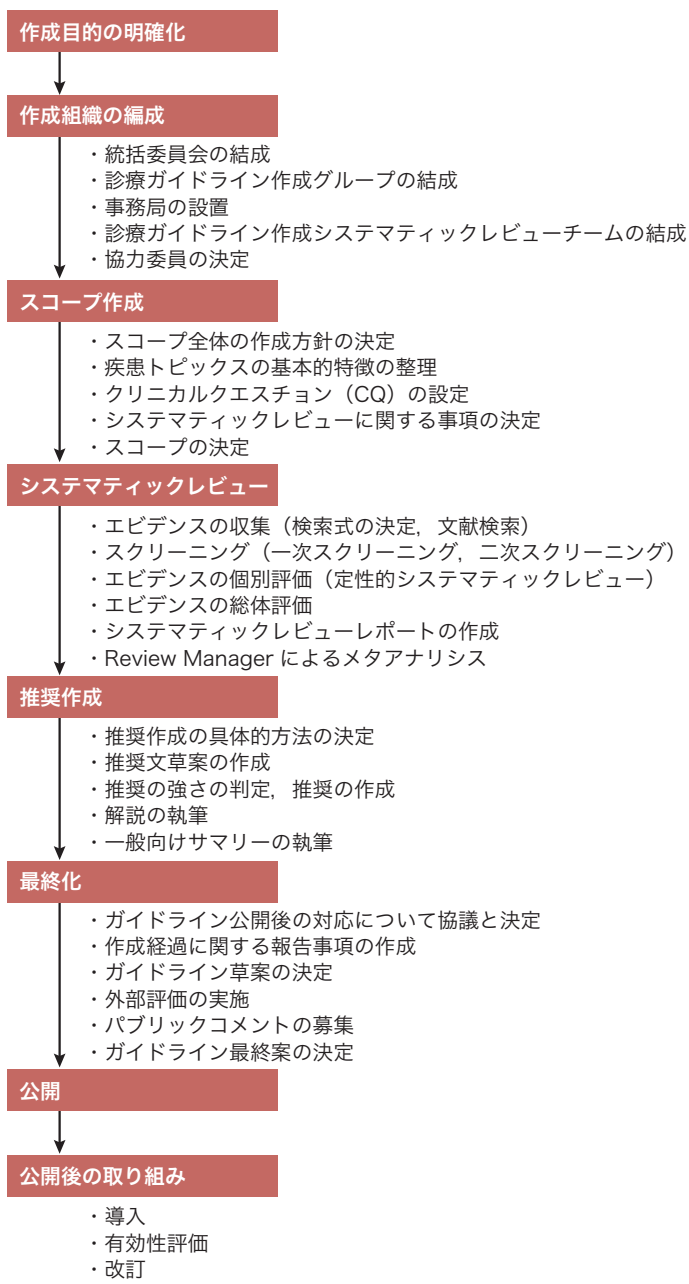 作成目的の明確化
作成組織の編成
・統括委員会の結成
・診療ガイドライン作成グループの結成
・事務局の設置
・診療ガイドライン作成システマティックレビューチームの結成
・協力委員の決定
スコープ作成
・スコープ全体の作成方針の決定
・疾患トピックスの基本的特徴の整理
・クリニカルクエスチョン（CQ）の設定
・システマティックレビューに関する事項の決定
・スコープの決定
システマティックレビュー
・エビデンスの収集（検索式の決定，文献検索）
・スクリーニング（一次スクリーニング，二次スクリーニング）
・エビデンスの個別評価（定性的システマティックレビュー）
・エビデンスの総体評価
・システマティックレビューレポートの作成
・Review Manager によるメタアナリシス
推奨作成
・推奨作成の具体的方法の決定
・推奨文草案の作成
・推奨の強さの判定，推奨の作成
・解説の執筆
・一般向けサマリーの執筆
最終化
・ガイドライン公開後の対応について協議と決定
・作成経過に関する報告事項の作成
・ガイドライン草案の決定
・外部評価の実施
・パブリックコメントの募集
・ガイドライン最終案の決定
公開
公開後の取り組み
・導入
・有効性評価
・改訂